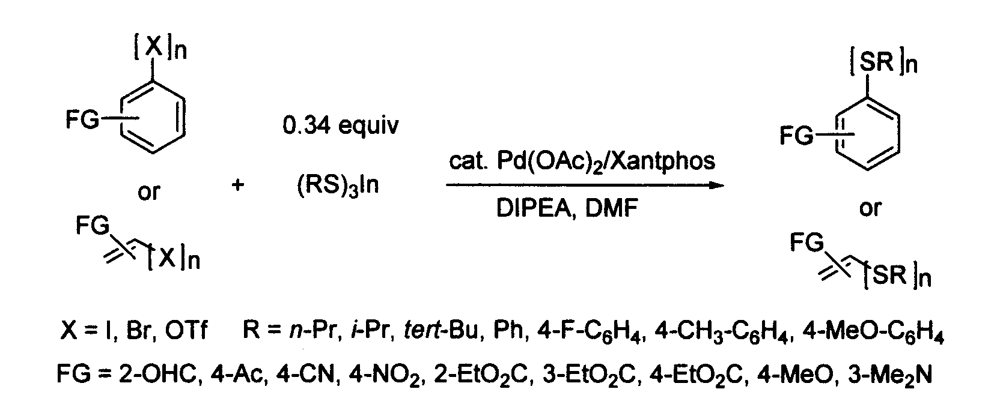 [X]n
FG
or
FG
[X]n
+
0.34 equiv
(RS)₃In
cat. Pd(OAc)₂/Xantphos
DIPEA, DMF
[SR]n
FG
or
FG
[SR]n
X = I, Br, OTf R = n-Pr, i-Pr, tert-Bu, Ph, 4-F-C₆H₄, 4-CH₃-C₆H₄, 4-MeO-C₆H₄
FG = 2-OHC, 4-Ac, 4-CN, 4-NO₂, 2-EtO₂C, 3-EtO₂C, 4-EtO₂C, 4-MeO, 3-Me₂N